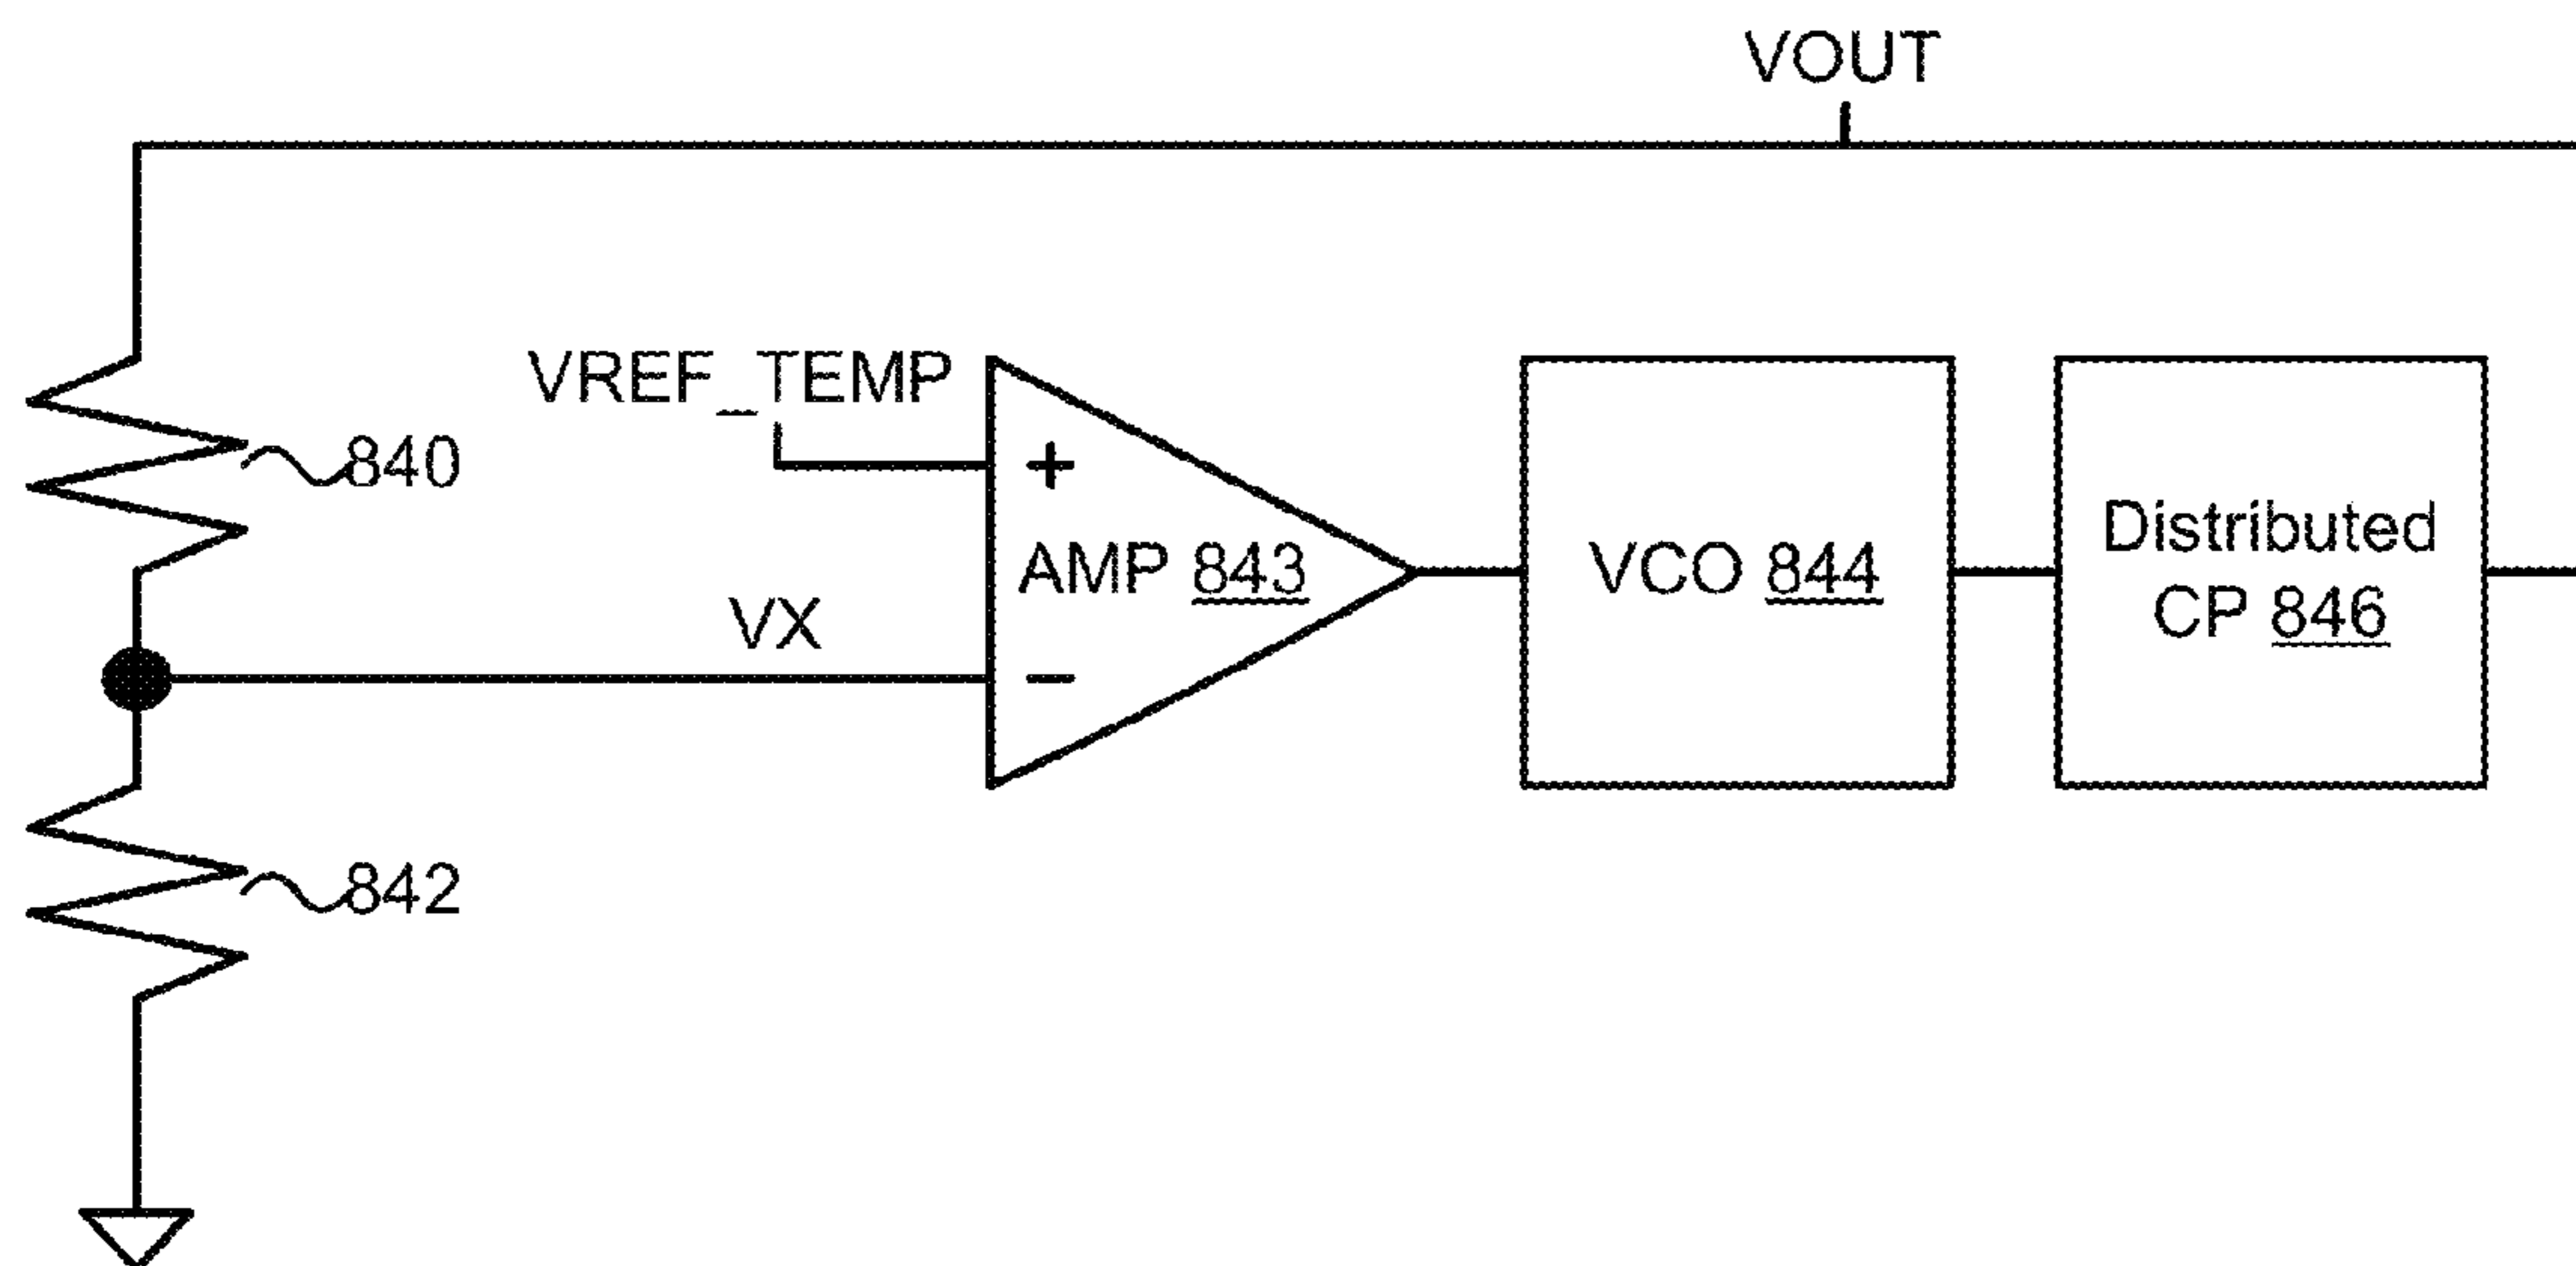 VOUT
VREF_TEMP
840
+
AMP 843
VCO 844
Distributed
CP 846
VX
−
842